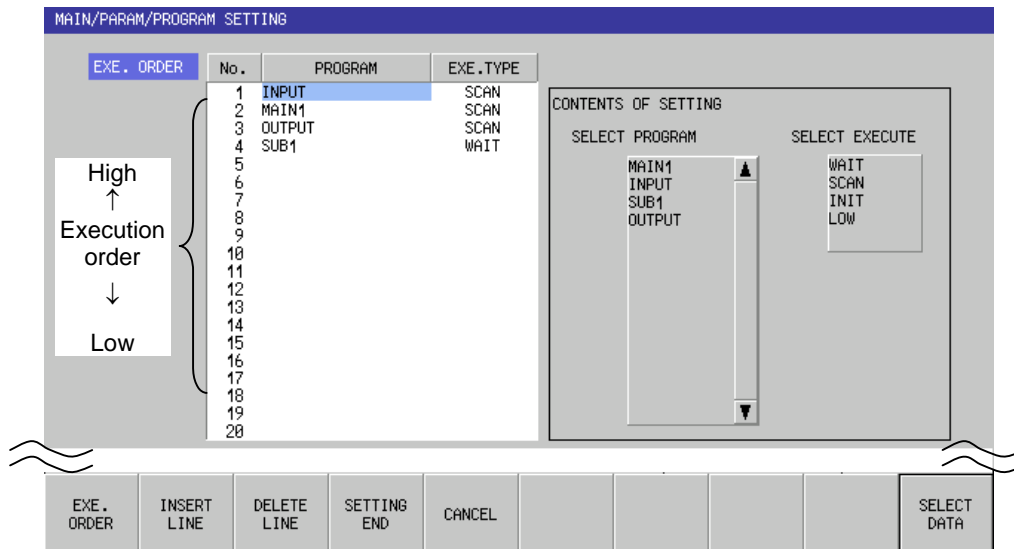 MAIN/PARAM/PROGRAM SETTING
EXE. ORDER
No. PROGRAM EXE.TYPE
1 INPUT SCAN
2 MAIN1 SCAN
3 OUTPUT SCAN
4 SUB1 WAIT
5
6
7
8
9
10
11
12
13
14
15
16
17
18
19
20
High
↑
Execution
order
↓
Low
CONTENTS OF SETTING
SELECT PROGRAM
MAIN1
INPUT
SUB1
OUTPUT
SELECT EXECUTE
WAIT
SCAN
INIT
LOW
EXE.
ORDER
INSERT
LINE
DELETE
LINE
SETTING
END
CANCEL
SELECT
DATA